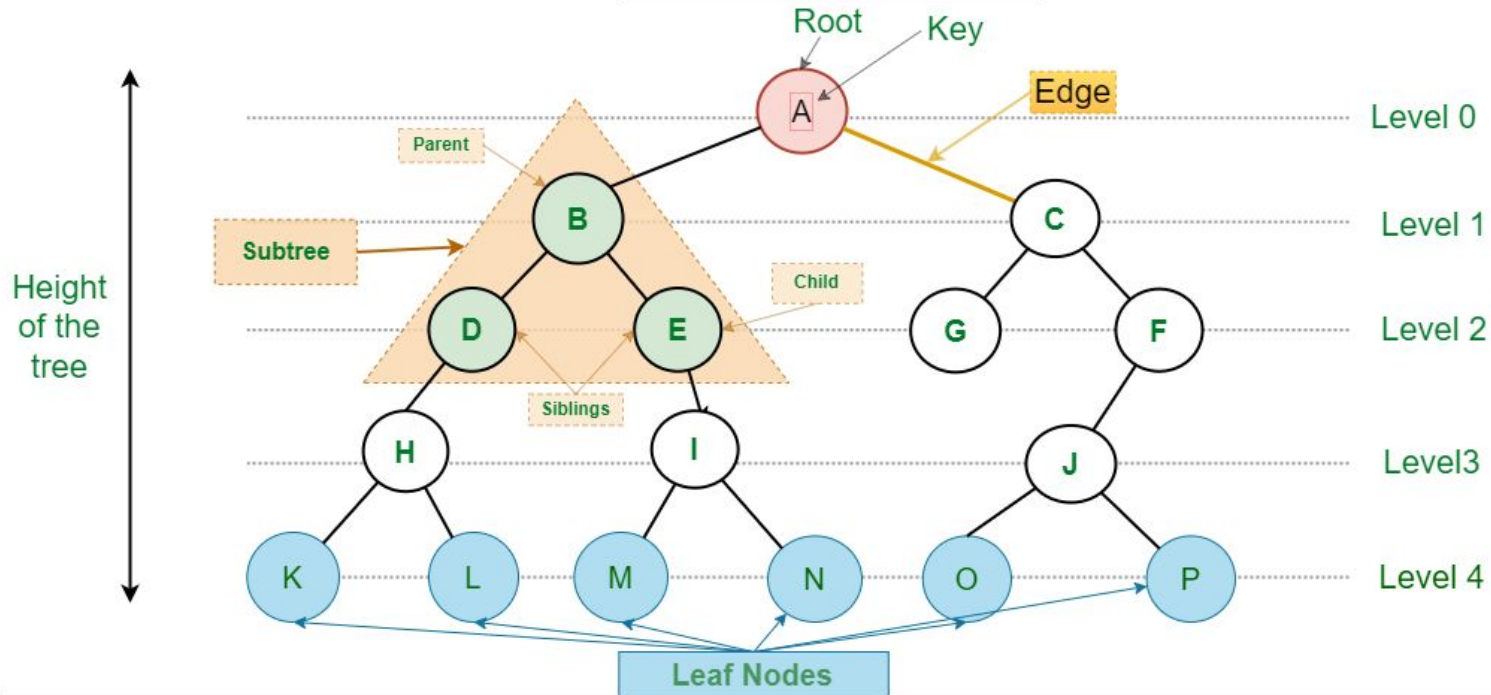 Root
Key
A
Edge
Level 0
Parent
B
C
Level 1
Subtree
Height
of the
tree
Child
D
E
G
F
Level 2
Siblings
H
I
J
Level3
K
L
M
N
O
P
Level 4
Leaf Nodes